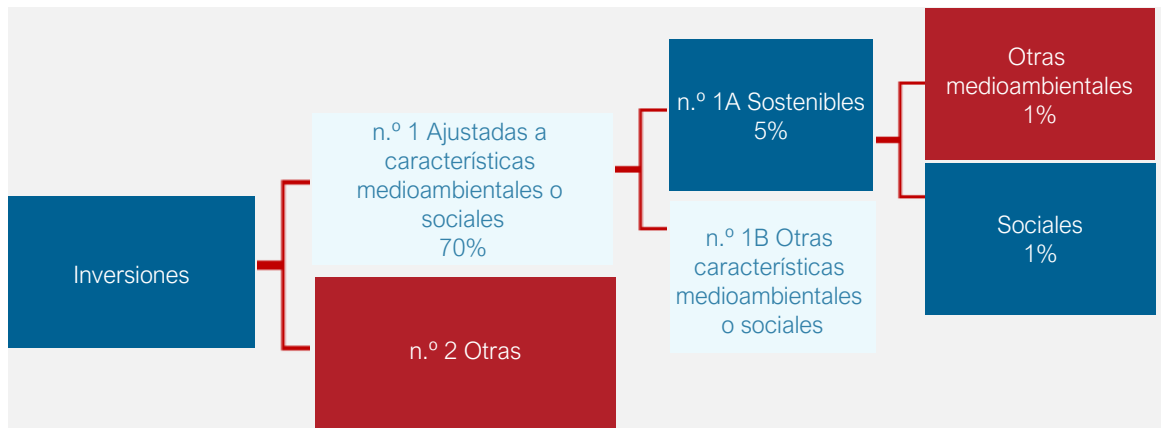 Inversiones
n.º 1 Ajustadas a
características
medioambientales o
sociales
70%
n.º 2 Otras
n.º 1A Sostenibles
5%
n.º 1B Otras
características
medioambientales
o sociales
Otras
medioambientales
1%
Sociales
1%